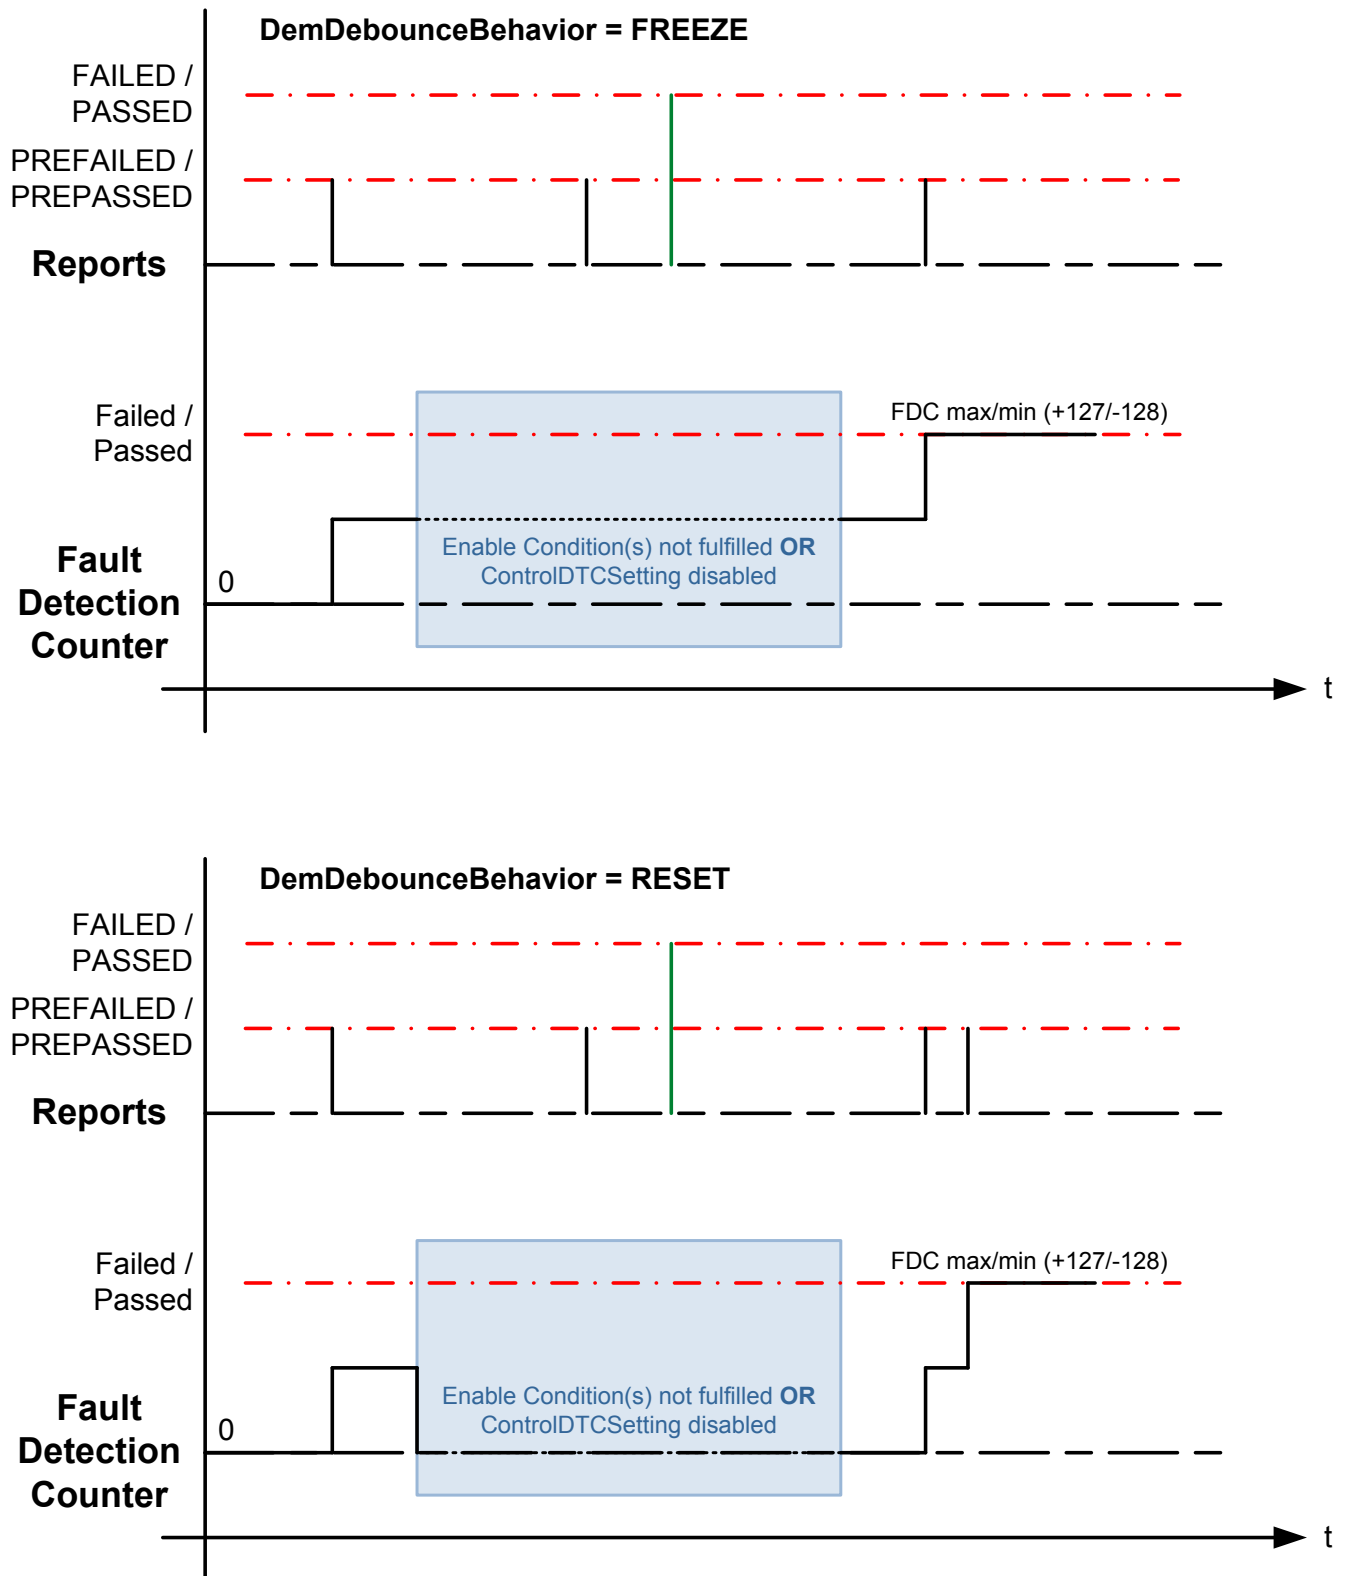 DemDebounceBehavior = FREEZE
FAILED /
PASSED
PREFAILED /
PREPASSED
Reports
Failed /
Passed
FDC max/min (+127/-128)
Enable Condition(s) not fulfilled OR
ControlDTCSetting disabled
Fault
Detection
Counter
0
t
DemDebounceBehavior = RESET
FAILED /
PASSED
PREFAILED /
PREPASSED
Reports
Failed /
Passed
FDC max/min (+127/-128)
Enable Condition(s) not fulfilled OR
ControlDTCSetting disabled
Fault
Detection
Counter
0
t